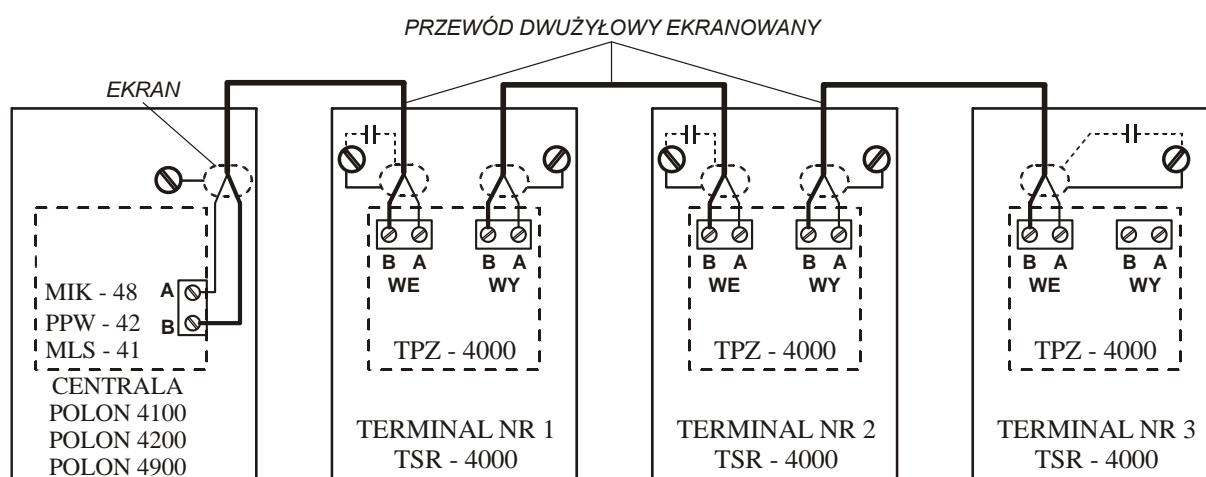 PRZEWÓD DWUŻYŁOWY EKRANOWANY
EKRAN
MIK - 48 A
PPW - 42 B
MLS - 41
CENTRALA
POLON 4100
POLON 4200
POLON 4900
B A B A
WE WY
TPZ - 4000
TERMINAL NR 1
TSR - 4000
B A B A
WE WY
TPZ - 4000
TERMINAL NR 2
TSR - 4000
B A B A
WE WY
TPZ - 4000
TERMINAL NR 3
TSR - 4000